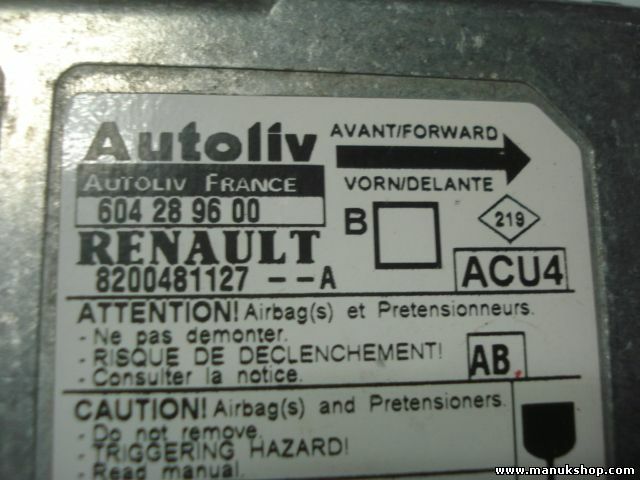 Autoliv
AVANT/FORWARD
AUTOLIV FRANCE
VORN/DELANTE
604 28 96 00
B
219
RENAULT
8200481127 --A
ACU4
ATTENTION! Airbag(s) et Pretensionneurs.
- Ne pas demonter.
- RISQUE DE DECLENCHEMENT!
- Consulter la notice.
AB
CAUTION! Airbag(s) and Pretensioners.
- Do not remove.
- TRIGGERING HAZARD!
- Read manual.
www.manukshop.com